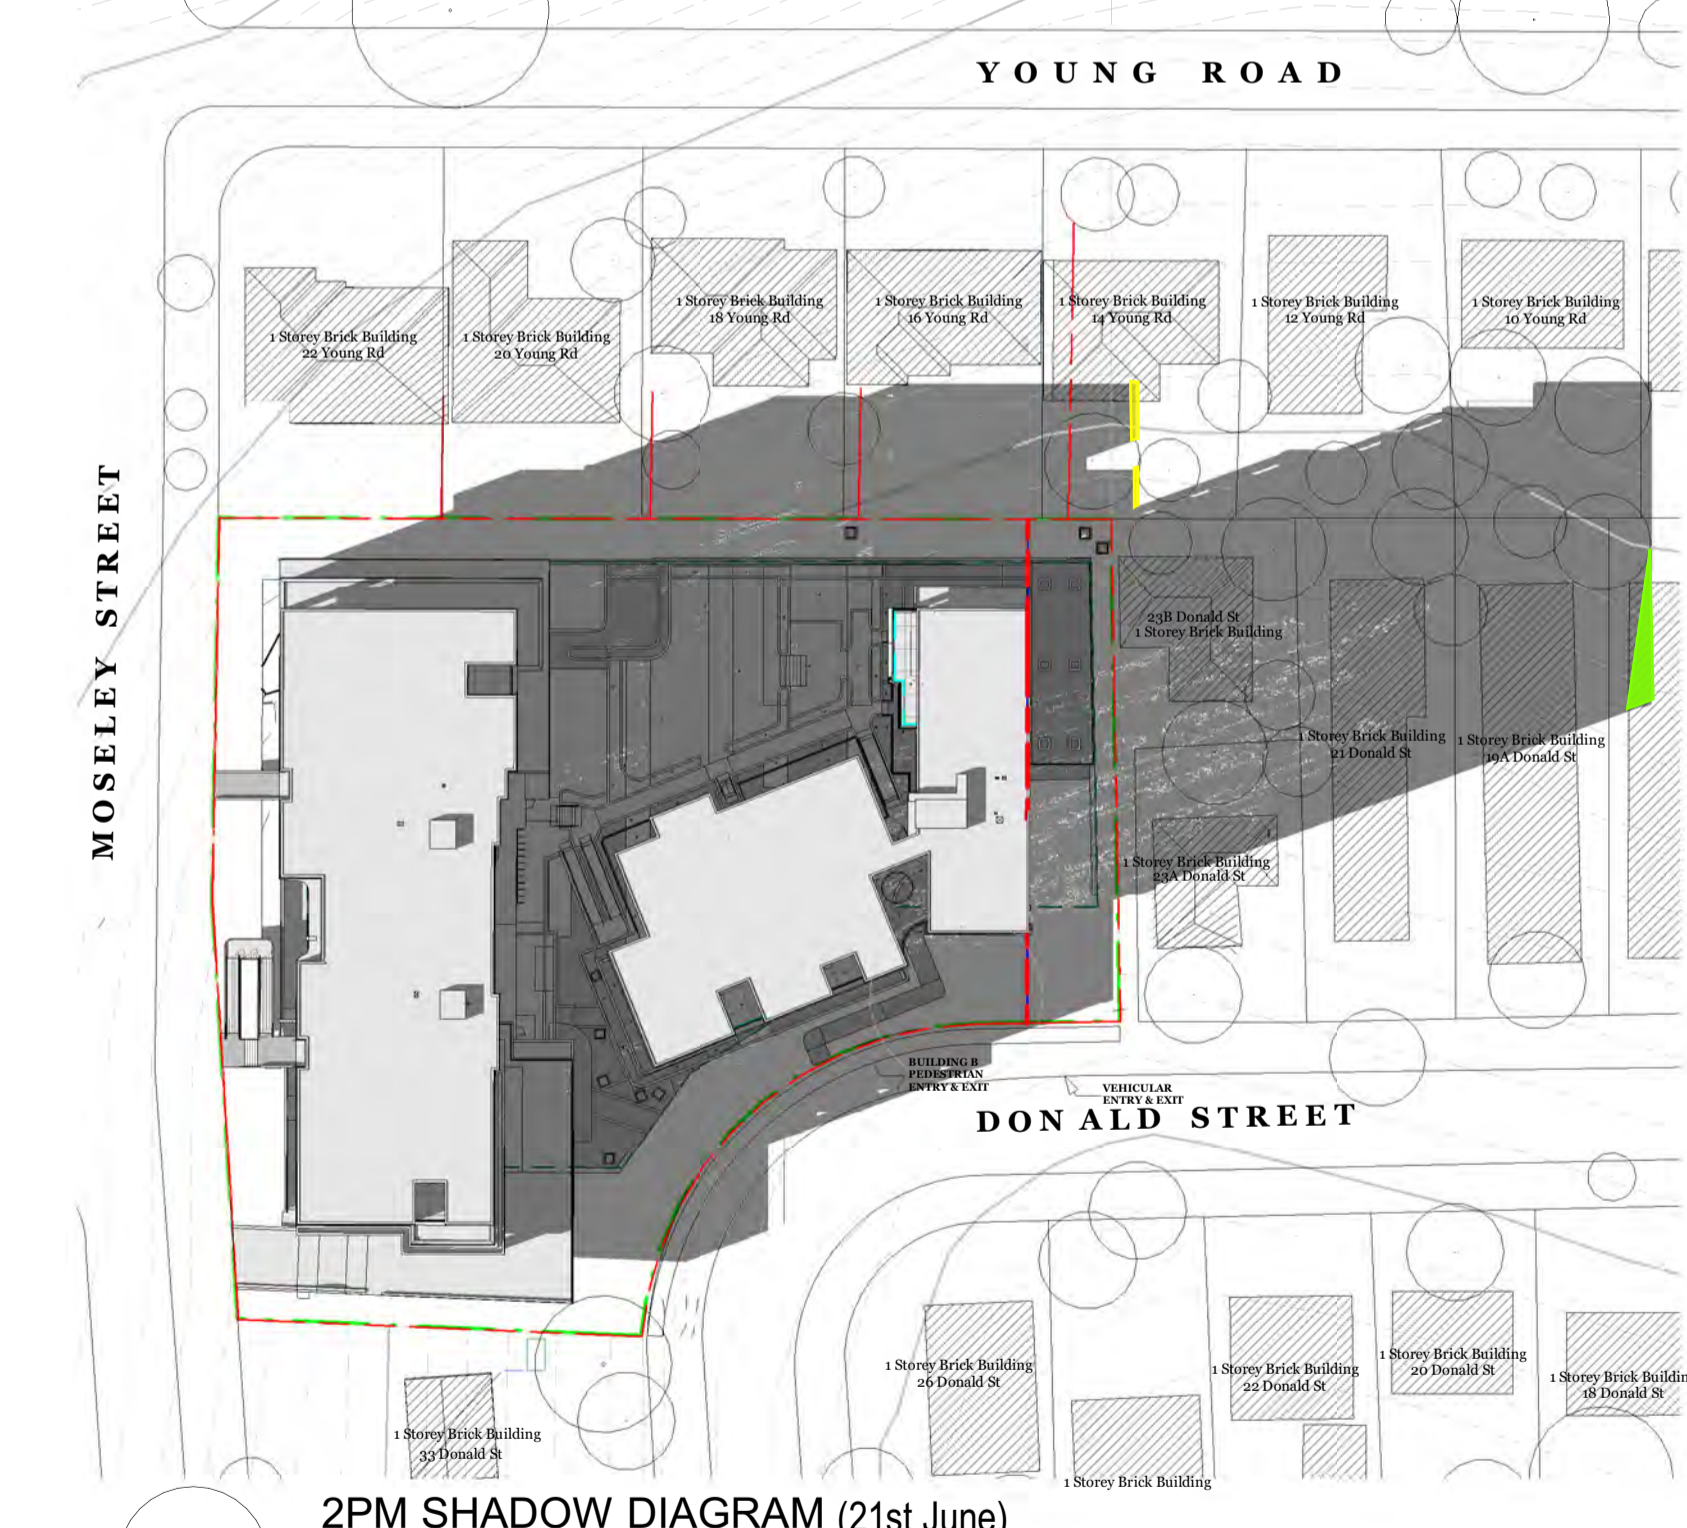 YOUNG ROAD
1 Storey Brick Building
22 Young Rd
1 Storey Brick Building
20 Young Rd
1 Storey Brick Building
18 Young Rd
1 Storey Brick Building
16 Young Rd
1 Storey Brick Building
14 Young Rd
1 Storey Brick Building
12 Young Rd
1 Storey Brick Building
10 Young Rd
MOSELEY STREET
23B Donald St
1 Storey Brick Building
1 Storey Brick Building
21 Donald St
1 Storey Brick Building
19A Donald St
1 Storey Brick Building
23A Donald St
BUILDING B
PEDESTRIAN
ENTRY & EXIT
VEHICULAR
ENTRY & EXIT
DONALD STREET
1 Storey Brick Building
26 Donald St
1 Storey Brick Building
22 Donald St
1 Storey Brick Building
20 Donald St
1 Storey Brick Buildin
18 Donald St
1 Storey Brick Building
33 Donald St
1 Storey Brick Building
2PM SHADOW DIAGRAM (21st June)